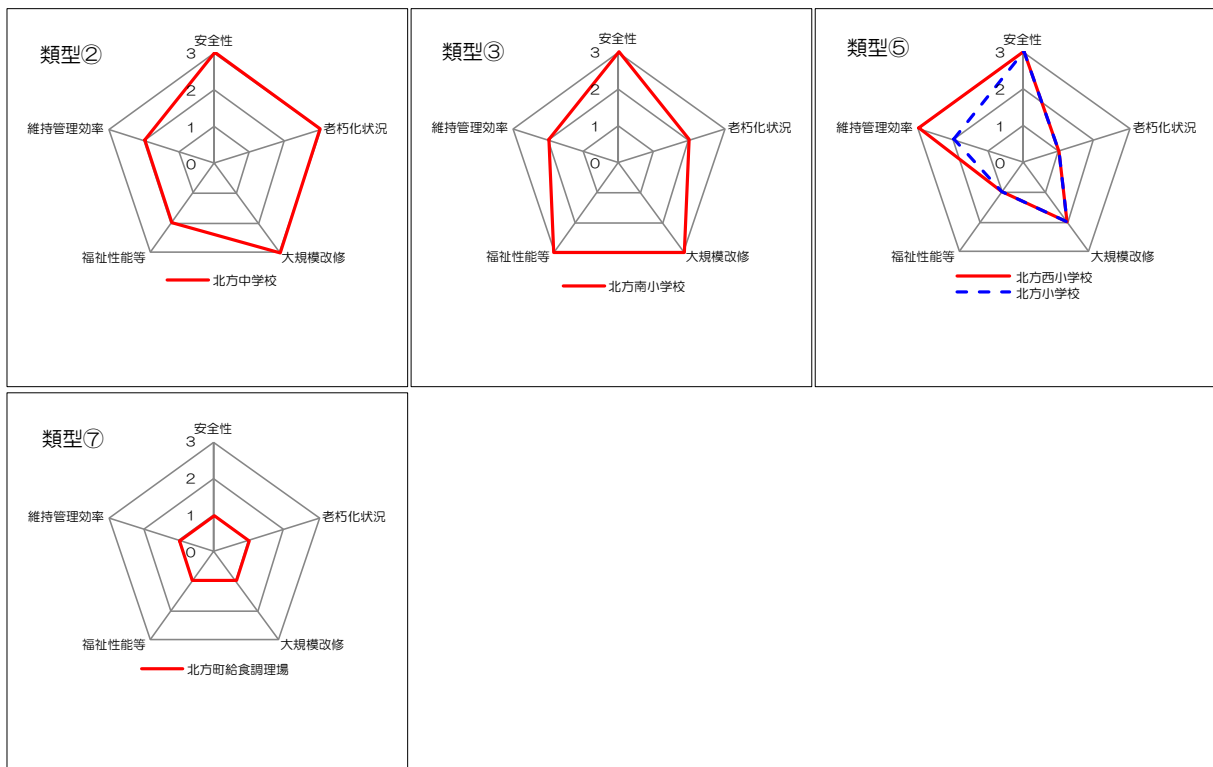 類型②
安全性
3
2
1
0
老朽化状況
大規模改修
福祉性能等
維持管理効率
北方中学校
類型③
安全性
3
2
1
0
老朽化状況
大規模改修
福祉性能等
維持管理効率
北方南小学校
類型⑤
安全性
3
2
1
0
老朽化状況
大規模改修
福祉性能等
維持管理効率
北方西小学校
北方小学校
類型⑦
安全性
3
2
1
0
老朽化状況
大規模改修
福祉性能等
維持管理効率
北方町給食調理場